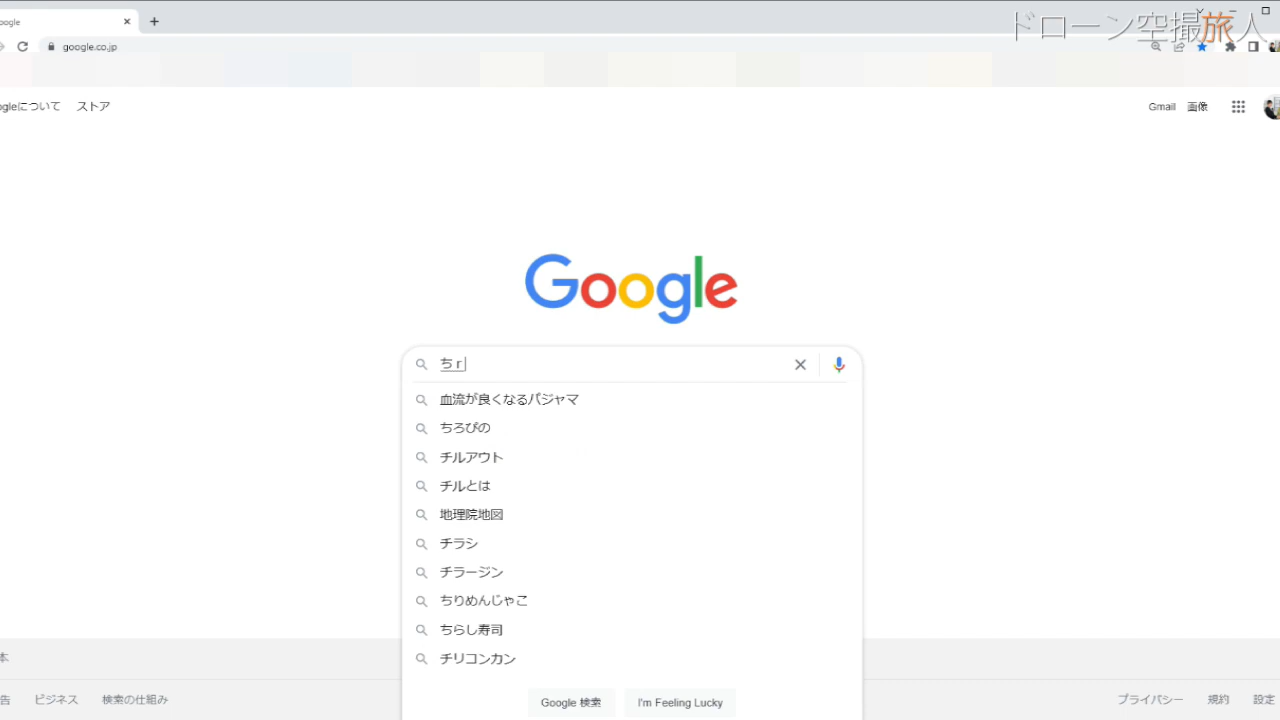 oogle
ドローン空撮旅人
google.co.jp
ogleについて ストア
Gmail 画像
Google
ちr
血流が良くなるパジャマ
ちろぴの
チルアウト
チルとは
地理院地図
チラシ
チラージン
ちりめんじゃこ
ちらし寿司
チリコンカン
Google 検索 I'm Feeling Lucky
本
告 ビジネス 検索の仕組み
プライバシー 規約 設定